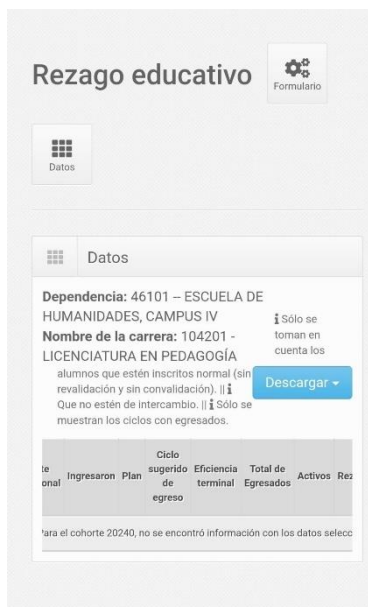 Rezago educativo
Formulario
Datos
Datos
Dependencia: 46101 – ESCUELA DE
HUMANIDADES, CAMPUS IV
Nombre de la carrera: 104201 -
LICENCIATURA EN PEDAGOGÍA
ℹ Sólo se
toman en
cuenta los
alumnos que estén inscritos normal (sin
revalidación y sin convalidación). || ℹ
Que no estén de intercambio. || ℹ Sólo se
muestran los ciclos con egresados.
Descargar
Ingresaron Plan Ciclo sugerido de egreso Eficiencia terminal Total de Egresados Activos
Para el cohorte 20240, no se encontró información con los datos